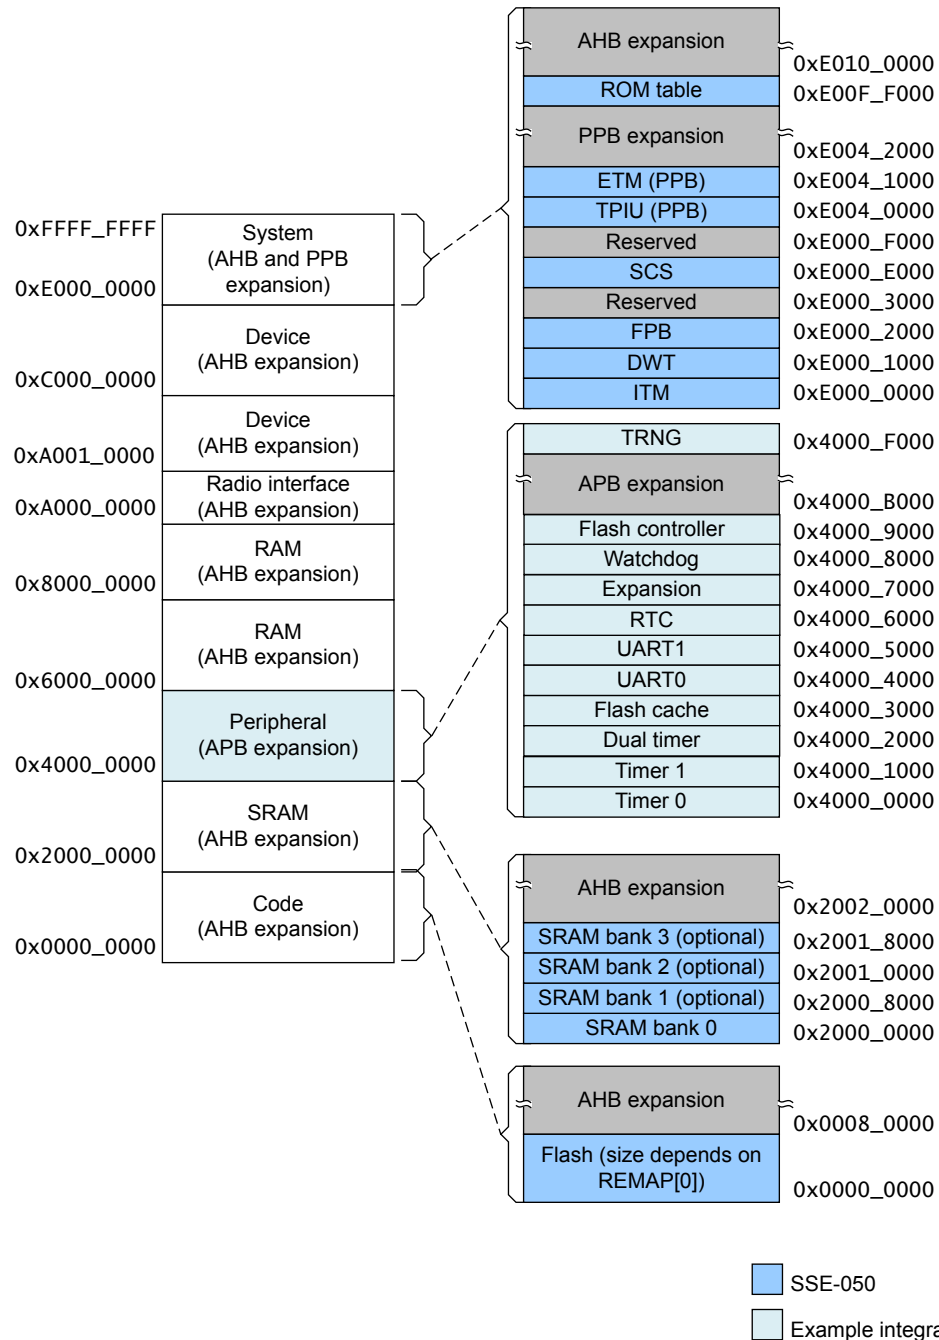 0xFFFF_FFFF
System
(AHB and PPB
expansion)
0xE000_0000
Device
(AHB expansion)
0xC000_0000
Device
(AHB expansion)
0xA001_0000
Radio interface
(AHB expansion)
0xA000_0000
RAM
(AHB expansion)
0x8000_0000
RAM
(AHB expansion)
0x6000_0000
Peripheral
(APB expansion)
0x4000_0000
SRAM
(AHB expansion)
0x2000_0000
Code
(AHB expansion)
0x0000_0000
AHB expansion
0xE010_0000
ROM table
0xE00F_F000
PPB expansion
0xE004_2000
ETM (PPB)
0xE004_1000
TPIU (PPB)
0xE004_0000
Reserved
0xE000_F000
SCS
0xE000_E000
Reserved
0xE000_3000
FPB
0xE000_2000
DWT
0xE000_1000
ITM
0xE000_0000
TRNG
0x4000_F000
APB expansion
0x4000_B000
Flash controller
0x4000_9000
Watchdog
0x4000_8000
Expansion
0x4000_7000
RTC
0x4000_6000
UART1
0x4000_5000
UART0
0x4000_4000
Flash cache
0x4000_3000
Dual timer
0x4000_2000
Timer 1
0x4000_1000
Timer 0
0x4000_0000
AHB expansion
0x2002_0000
SRAM bank 3 (optional)
0x2001_8000
SRAM bank 2 (optional)
0x2001_0000
SRAM bank 1 (optional)
0x2000_8000
SRAM bank 0
0x2000_0000
AHB expansion
0x0008_0000
Flash (size depends on
REMAP[0])
0x0000_0000
SSE-050
Example integra